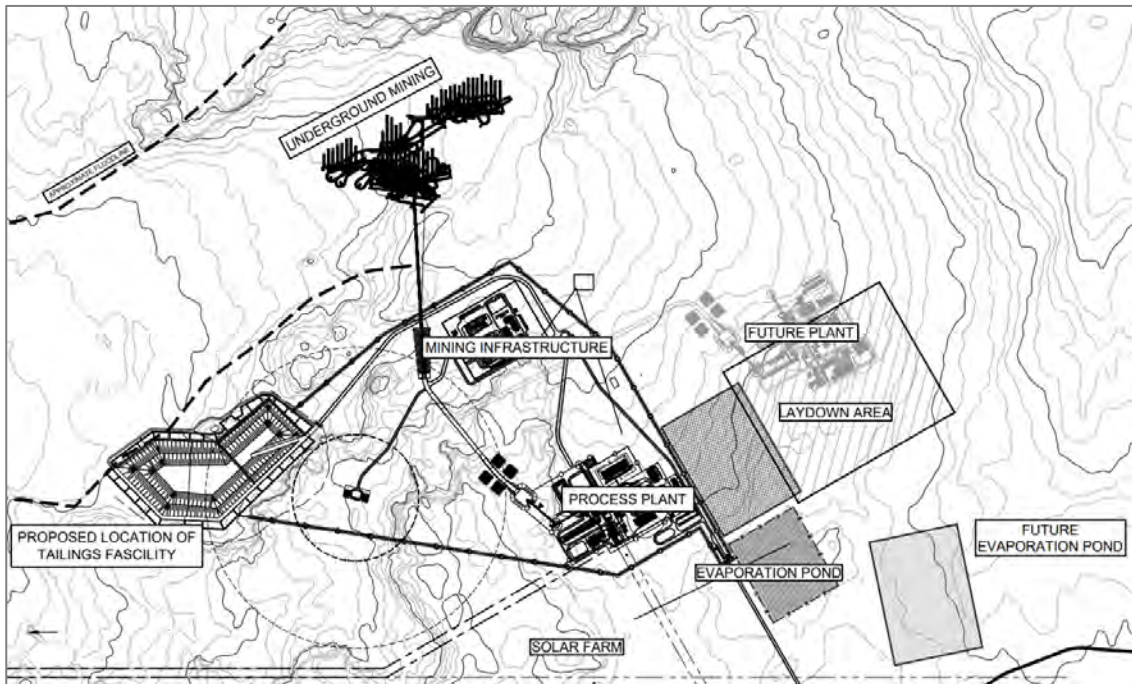 UNDERGROUND MINING
APPROXIMATE FLOODLINE
FUTURE PLANT
MINING INFRASTRUCTURE
LAYDOWN AREA
PROCESS PLANT
PROPOSED LOCATION OF
TAILINGS FASCILITY
FUTURE
EVAPORATION POND
EVAPORATION POND
SOLAR FARM